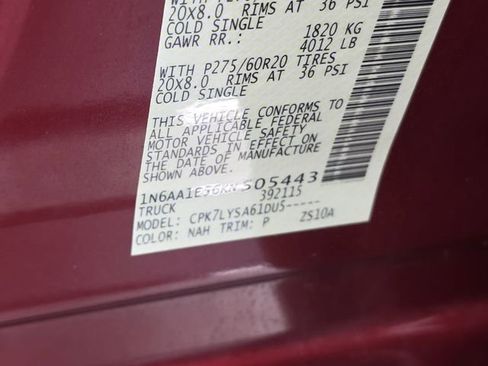 20X8.0 RIMS AT 36 PSI
COLD SINGLE
1820 KG
GAWR RR.:
4012 LB
WITH P275/60R20 TIRES
20X8.0 RIMS AT 36 PSI
COLD SINGLE
THIS VEHICLE CONFORMS TO
ALL APPLICABLE FEDERAL
MOTOR VEHICLE SAFETY
STANDARDS IN EFFECT ON
THE DATE OF MANUFACTURE
SHOWN ABOVE.
TRUCK 392115
MODEL: CPK7LYSA61DU5-----
COLOR: NAH TRIM: P ZS10A